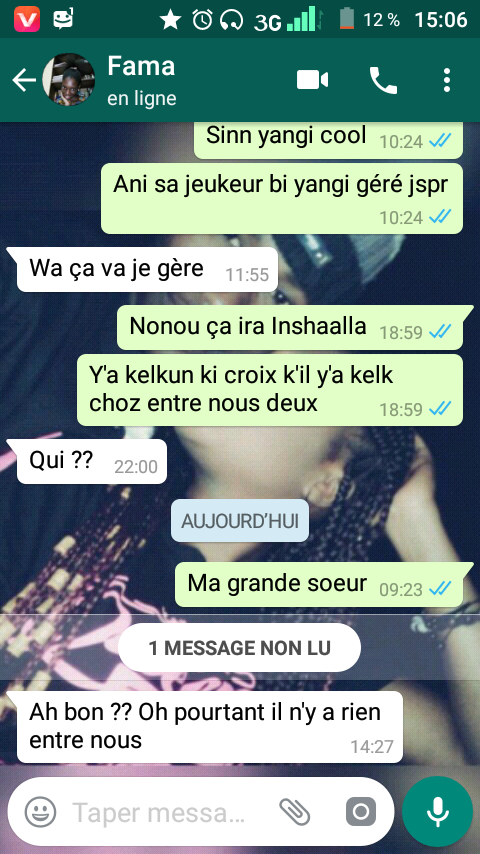 3G 12 % 15:06
Fama
en ligne
Sinn yangi cool 10:24
Ani sa jeukeur bi yangi géré jspr
10:24
Wa ça va je gère 11:55
Nonou ça ira Inshaalla 18:59
Y'a kelkun ki croix k'il y'a kelk
choz entre nous deux 18:59
Qui ?? 22:00
AUJOURD'HUI
Ma grande soeur 09:23
1 MESSAGE NON LU
Ah bon ?? Oh pourtant il n'y a rien
entre nous 14:27
Taper messa...